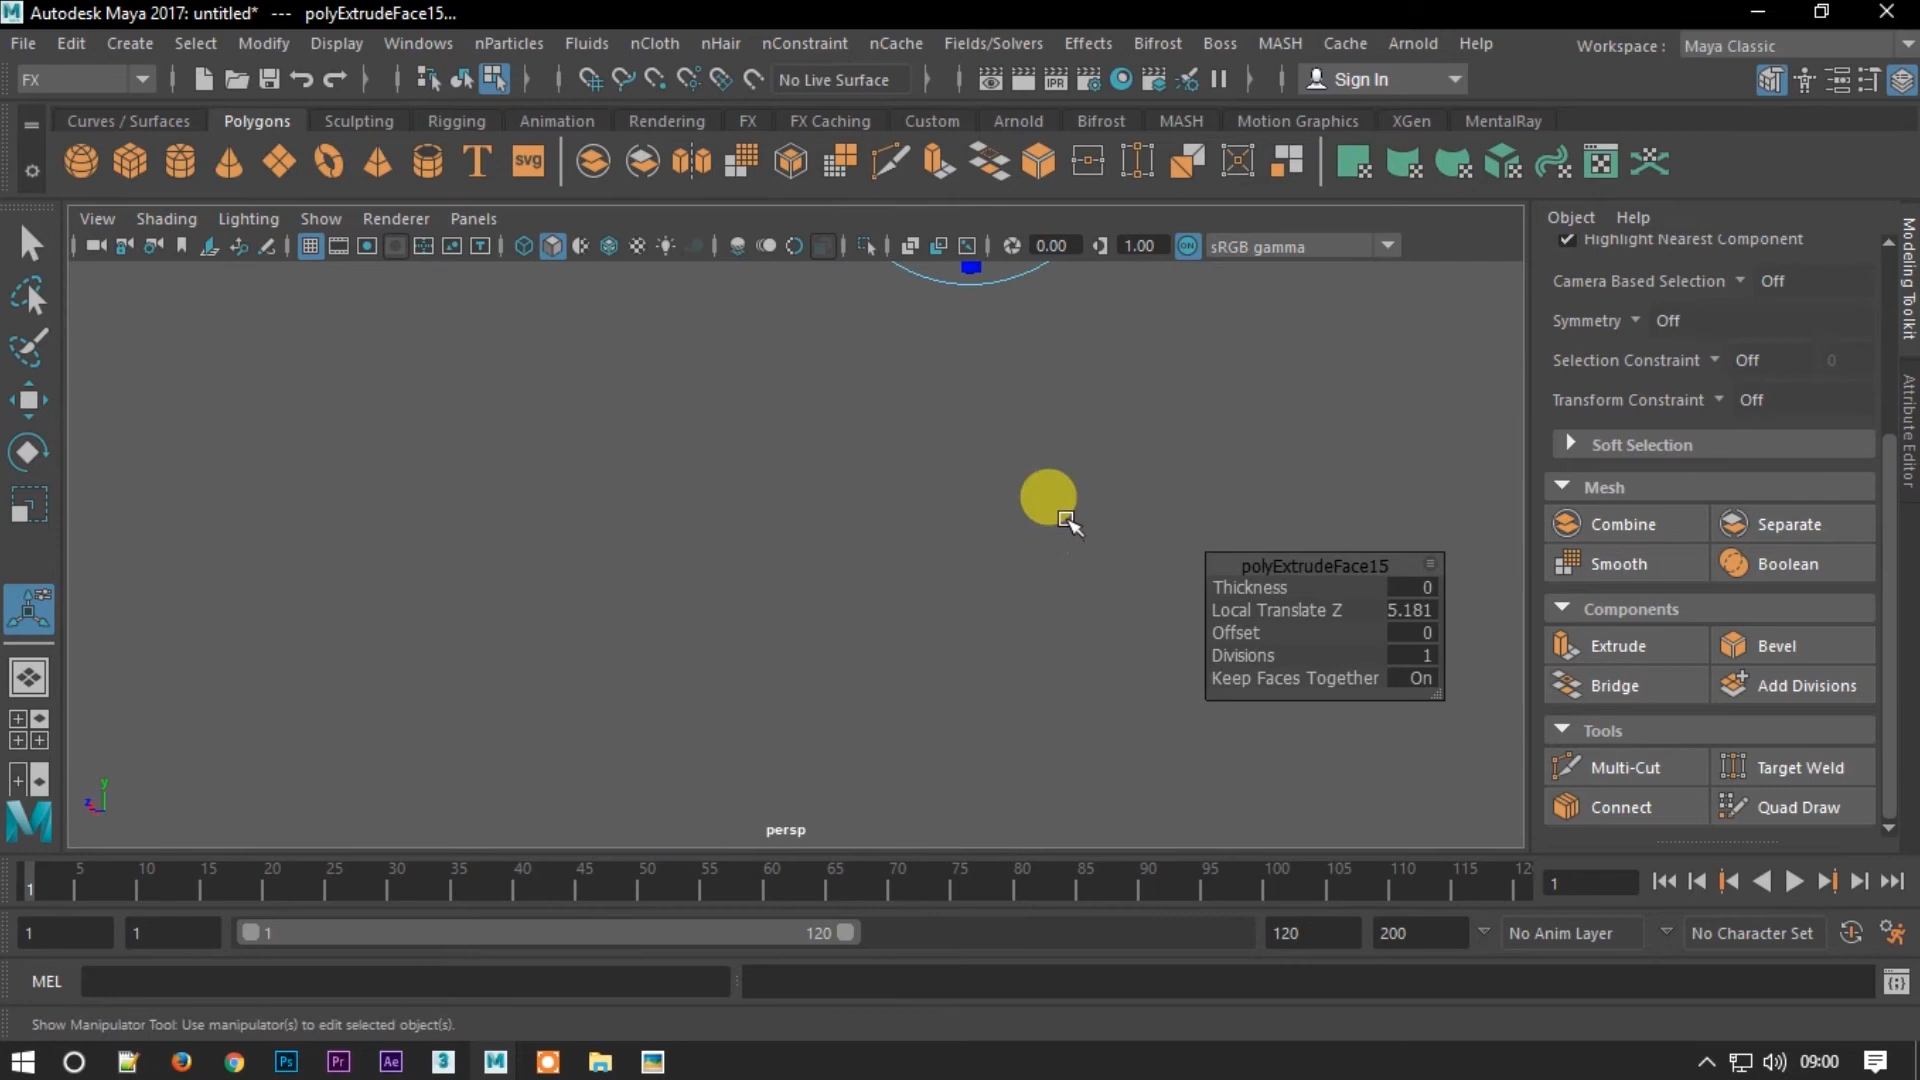 Autodesk Maya 2017: untitled* --- polyExtrudeFace15...
File Edit Create Select Modify Display Windows nParticles Fluids nCloth nHair nConstraint nCache Fields/Solvers Effects Bifrost Boss MASH Cache Arnold Help Workspace : Maya Classic
FX No Live Surface IPR Sign In
Curves / Surfaces Polygons Sculpting Rigging Animation Rendering FX FX Caching Custom Arnold Bifrost MASH Motion Graphics XGen MentalRay
T svg
View Shading Lighting Show Renderer Panels
0.00 1.00 ON sRGB gamma
Object Help
Highlight Nearest Component
Camera Based Selection Off
Symmetry Off
Selection Constraint Off 0
Transform Constraint Off
Soft Selection
Mesh
Combine Separate
Smooth Boolean
Components
Extrude Bevel
Bridge Add Divisions
Tools
Multi-Cut Target Weld
Connect Quad Draw
Modeling Toolkit
Attribute Editor
polyExtrudeFace15
Thickness 0
Local Translate Z 5.181
Offset 0
Divisions 1
Keep Faces Together On
y
z
persp
5 10 15 20 25 30 35 40 45 50 55 60 65 70 75 80 85 90 95 100 105 110 115 12
1 1
1 1 1 120 120 200 No Anim Layer No Character Set
MEL
Show Manipulator Tool: Use manipulator(s) to edit selected object(s).
Ps Pr Ae 3 M 09:00